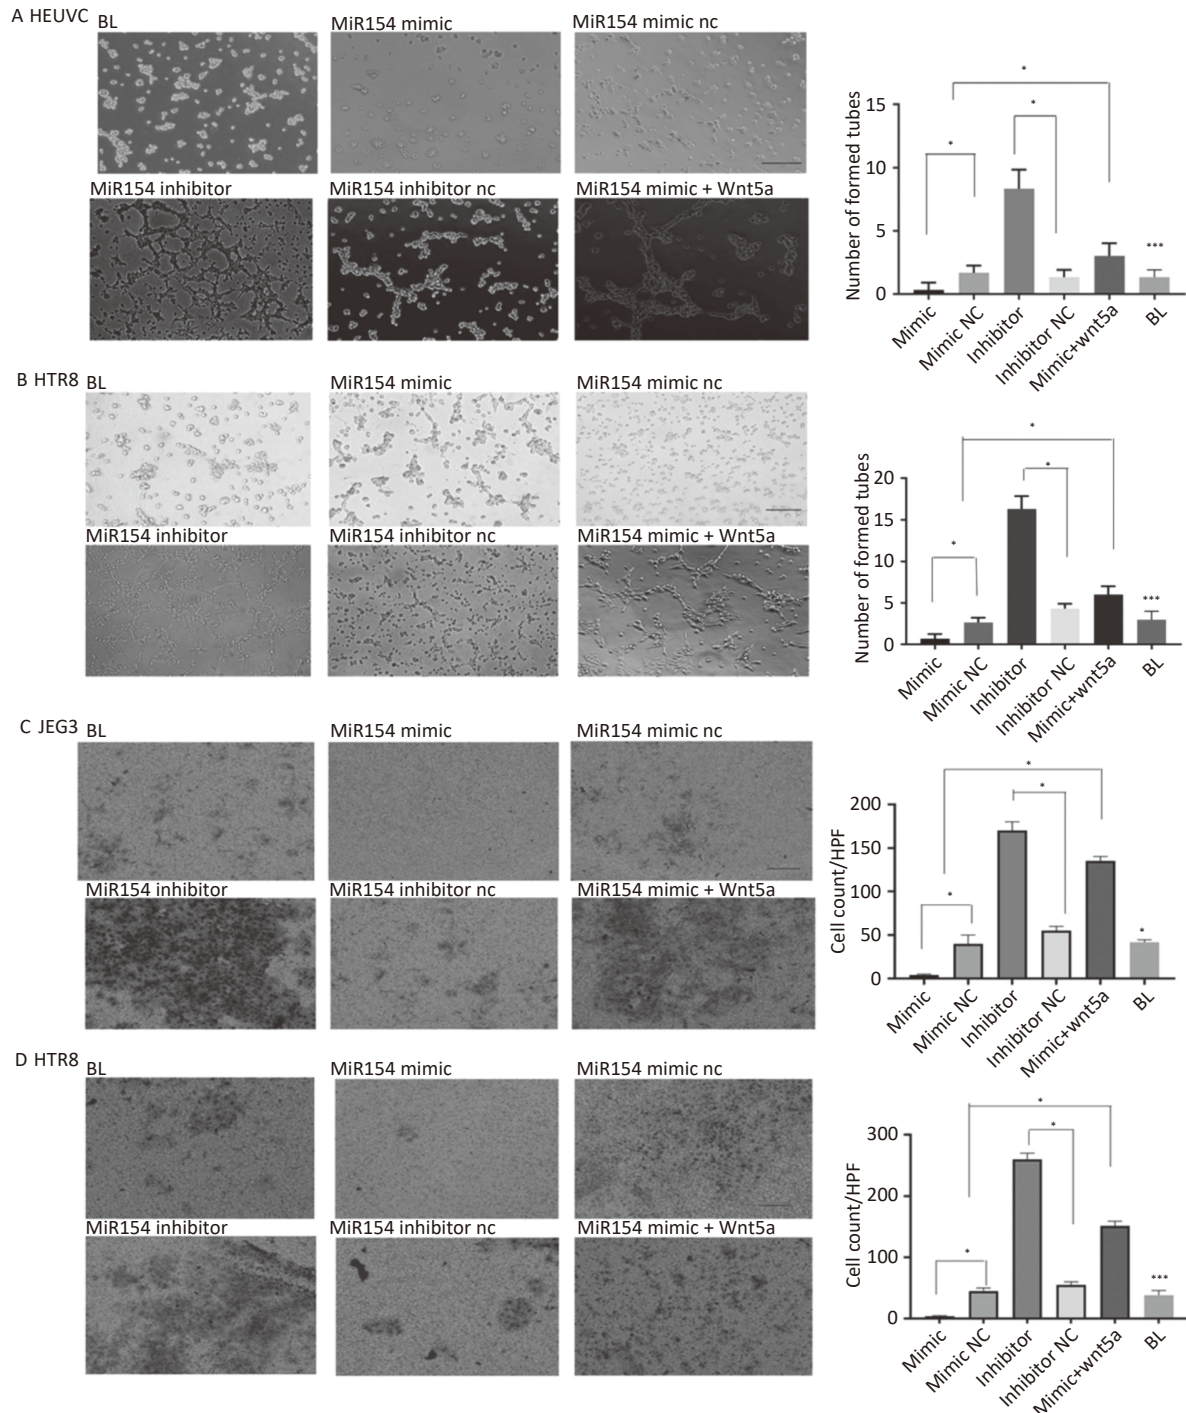 A HEUVC
BL
MiR154 mimic
MiR154 mimic nc
MiR154 inhibitor
MiR154 inhibitor nc
MiR154 mimic + Wnt5a
Number of formed tubes
15
10
5
0
*
*
*
***
Mimic
Mimic NC
Inhibitor
Inhibitor NC
Mimic+wnt5a
BL
B HTR8
BL
MiR154 mimic
MiR154 mimic nc
MiR154 inhibitor
MiR154 inhibitor nc
MiR154 mimic + Wnt5a
Number of formed tubes
20
15
10
5
0
*
*
*
***
Mimic
Mimic NC
Inhibitor
Inhibitor NC
Mimic+wnt5a
BL
C JEG3
BL
MiR154 mimic
MiR154 mimic nc
MiR154 inhibitor
MiR154 inhibitor nc
MiR154 mimic + Wnt5a
Cell count/HPF
200
150
100
50
0
*
*
*
*
Mimic
Mimic NC
Inhibitor
Inhibitor NC
Mimic+wnt5a
BL
D HTR8
BL
MiR154 mimic
MiR154 mimic nc
MiR154 inhibitor
MiR154 inhibitor nc
MiR154 mimic + Wnt5a
Cell count/HPF
300
200
100
0
*
*
*
***
Mimic
Mimic NC
Inhibitor
Inhibitor NC
Mimic+wnt5a
BL